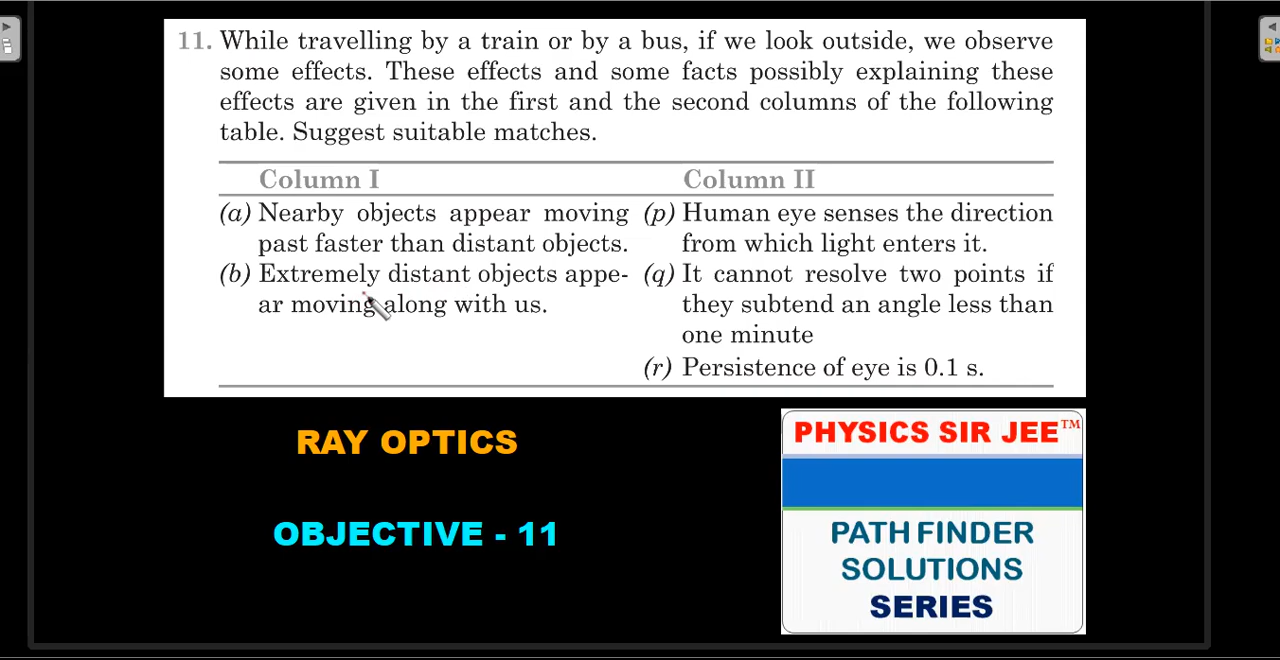 11. While travelling by a train or by a bus, if we look outside, we observe
some effects. These effects and some facts possibly explaining these
effects are given in the first and the second columns of the following
table. Suggest suitable matches.
Column I
Column II
(a) Nearby objects appear moving
past faster than distant objects.
(b) Extremely distant objects appe-
ar moving along with us.
(p) Human eye senses the direction
from which light enters it.
(q) It cannot resolve two points if
they subtend an angle less than
one minute
(r) Persistence of eye is 0.1 s.
RAY OPTICS
OBJECTIVE - 11
PHYSICS SIR JEE™
PATH FINDER
SOLUTIONS
SERIES